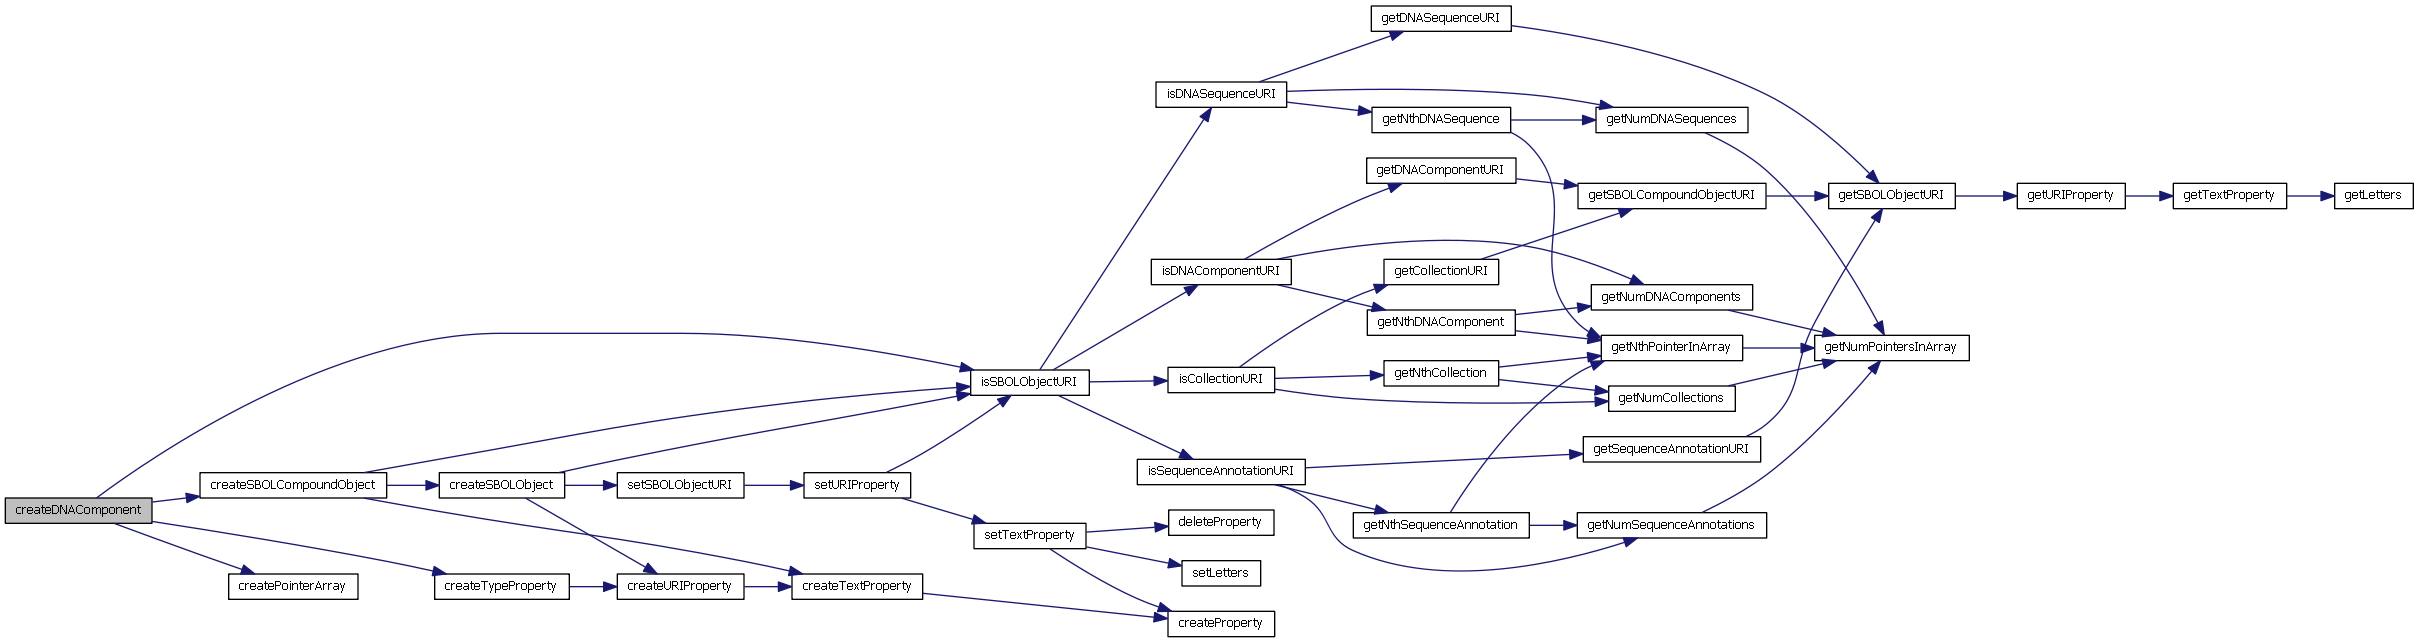 getDNASequenceURI
isDNASequenceURI
getNthDNASequence
getNumDNASequences
getDNAComponentURI
getSBOLCompoundObjectURI
getSBOLObjectURI
getURIProperty
getTextProperty
getLetters
isDNAComponentURI
getCollectionURI
getNumDNAComponents
getNthDNAComponent
getNthPointerInArray
getNumPointersInArray
isSBOLObjectURI
isCollectionURI
getNthCollection
getNumCollections
getSequenceAnnotationURI
isSequenceAnnotationURI
createSBOLCompoundObject
createSBOLObject
setSBOLObjectURI
setURIProperty
createDNAComponent
deleteProperty
getNthSequenceAnnotation
getNumSequenceAnnotations
setTextProperty
setLetters
createPointerArray
createTypeProperty
createURIProperty
createTextProperty
createProperty